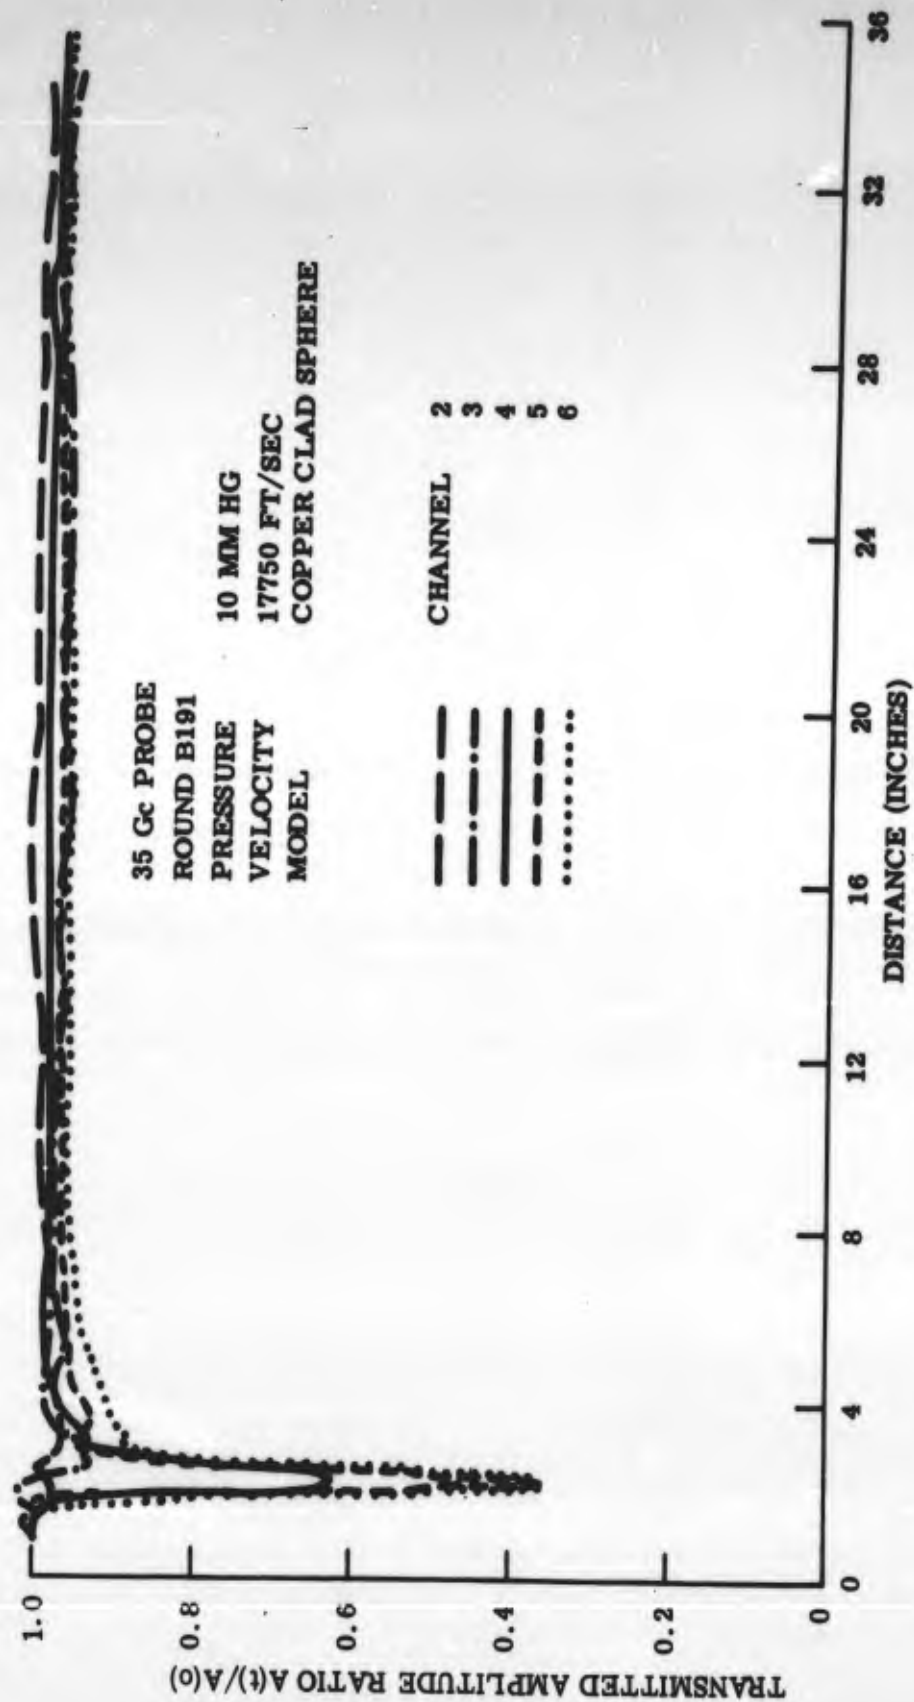 TRANSMITTED AMPLITUDE RATIO A(t)/A(o)
1.0
0.8
0.6
0.4
0.2
0
35 Gc PROBE
ROUND B191
PRESSURE 10 MM HG
VELOCITY 17750 FT/SEC
MODEL COPPER CLAD SPHERE
CHANNEL 2
3
4
5
6
0 4 8 12 16 20 24 28 32 36
DISTANCE (INCHES)